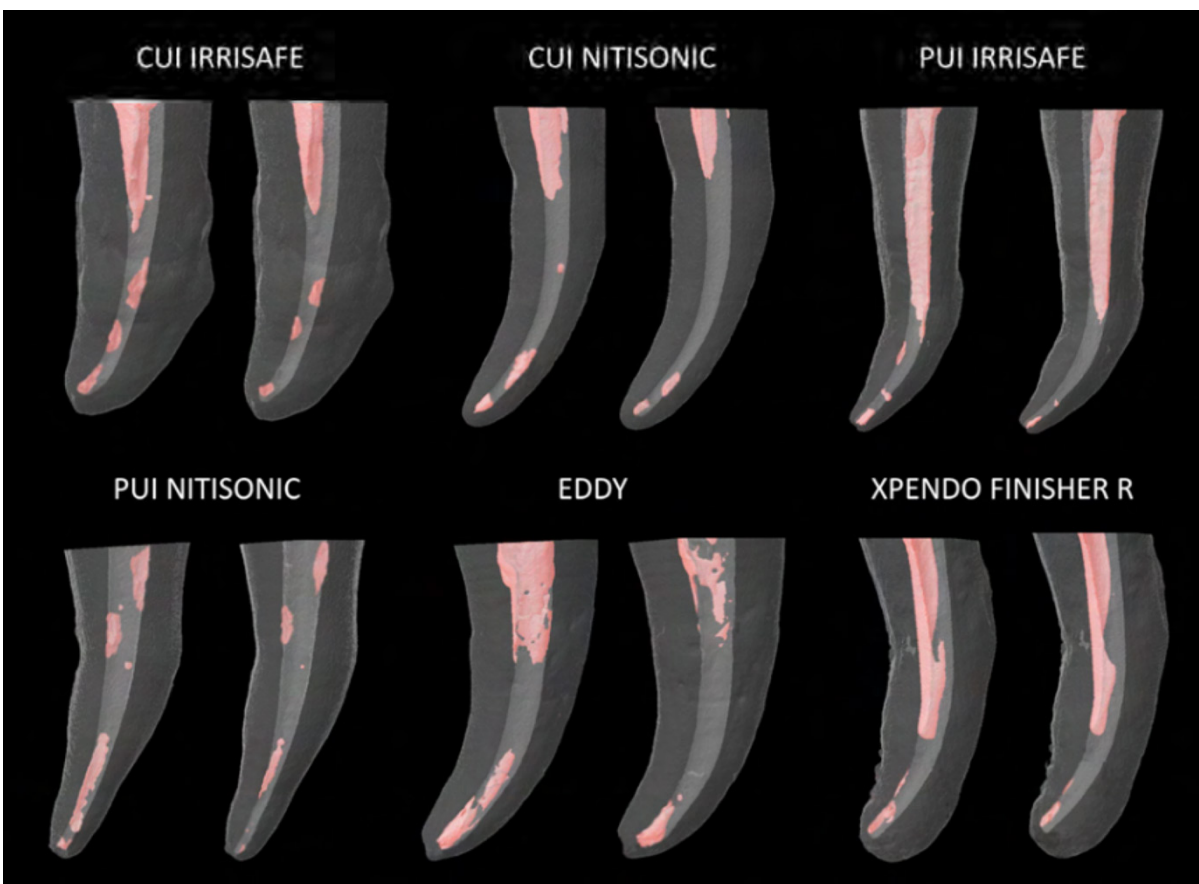 CUI IRRISAFE
CUI NITISONIC
PUI IRRISAFE
PUI NITISONIC
EDDY
XPENDO FINISHER R